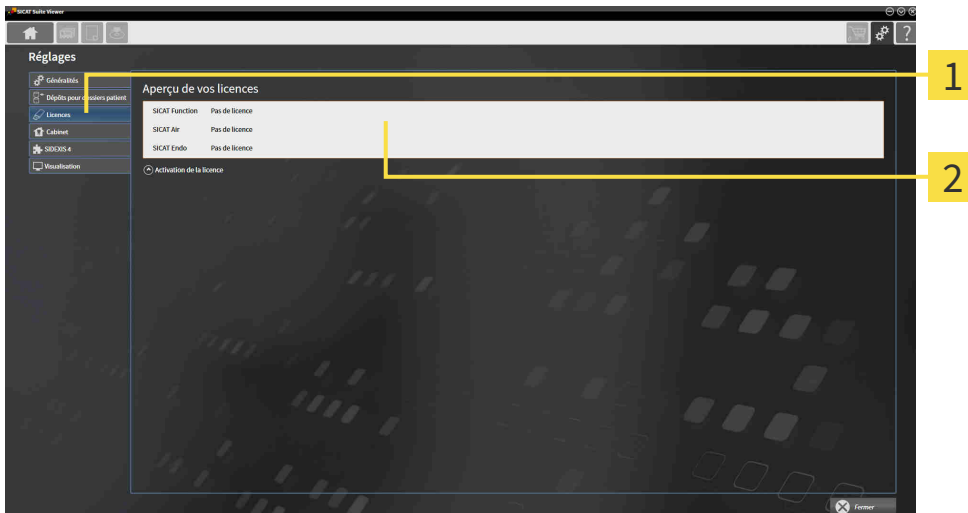 SICAT Suite Viewer
?
Réglages
Généralités
Dépôts pour dossiers patient
Licences
Cabinet
SIDEXIS 4
Visualisation
Aperçu de vos licences
SICAT Function Pas de licence
SICAT Air Pas de licence
SICAT Endo Pas de licence
Activation de la licence
Fermer
1
2